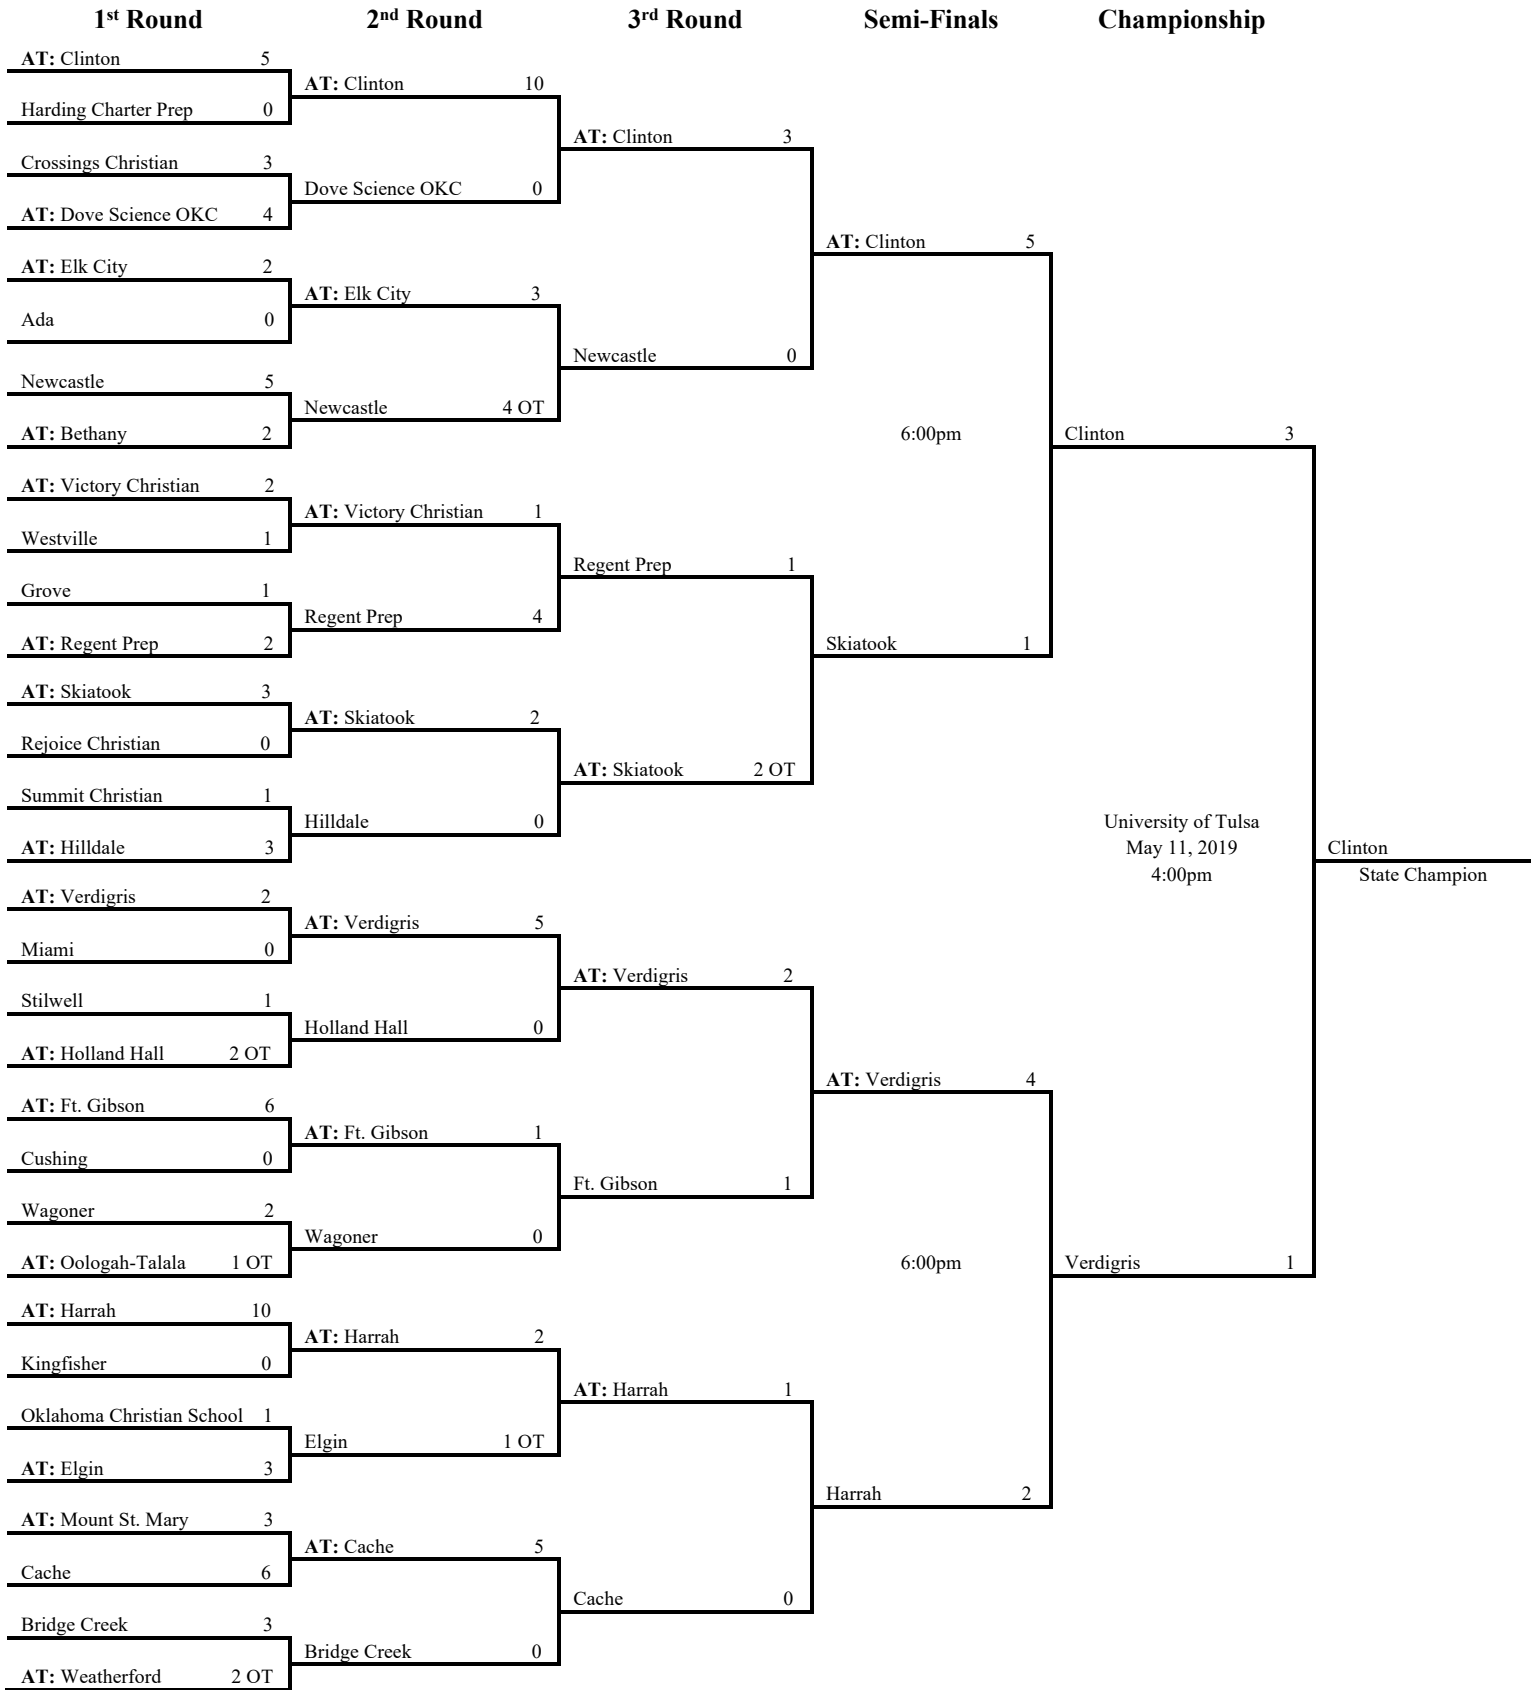 1st Round 2nd Round 3rd Round Semi-Finals Championship
AT: Clinton 5
Harding Charter Prep 0
Crossings Christian 3
AT: Dove Science OKC 4
AT: Elk City 2
Ada 0
Newcastle 5
AT: Bethany 2
AT: Victory Christian 2
Westville 1
Grove 1
AT: Regent Prep 2
AT: Skiatook 3
Rejoice Christian 0
Summit Christian 1
AT: Hilldale 3
AT: Verdigris 2
Miami 0
Stilwell 1
AT: Holland Hall 2 OT
AT: Ft. Gibson 6
Cushing 0
Wagoner 2
AT: Oologah-Talala 1 OT
AT: Harrah 10
Kingfisher 0
Oklahoma Christian School 1
AT: Elgin 3
AT: Mount St. Mary 3
Cache 6
Bridge Creek 3
AT: Weatherford 2 OT
AT: Clinton 10
Dove Science OKC 0
AT: Elk City 3
Newcastle 4 OT
AT: Victory Christian 1
Regent Prep 4
AT: Skiatook 2
Hilldale 0
AT: Verdigris 5
Holland Hall 0
AT: Ft. Gibson 1
Wagoner 0
AT: Harrah 2
Elgin 1 OT
AT: Cache 5
Bridge Creek 0
AT: Clinton 3
Newcastle 0
Regent Prep 1
AT: Skiatook 2 OT
AT: Verdigris 2
Ft. Gibson 1
AT: Harrah 1
Cache 0
AT: Clinton 5
6:00pm
Skiatook 1
AT: Verdigris 4
6:00pm
Harrah 2
Clinton 3
University of Tulsa
May 11, 2019
4:00pm
Verdigris 1
Clinton
State Champion